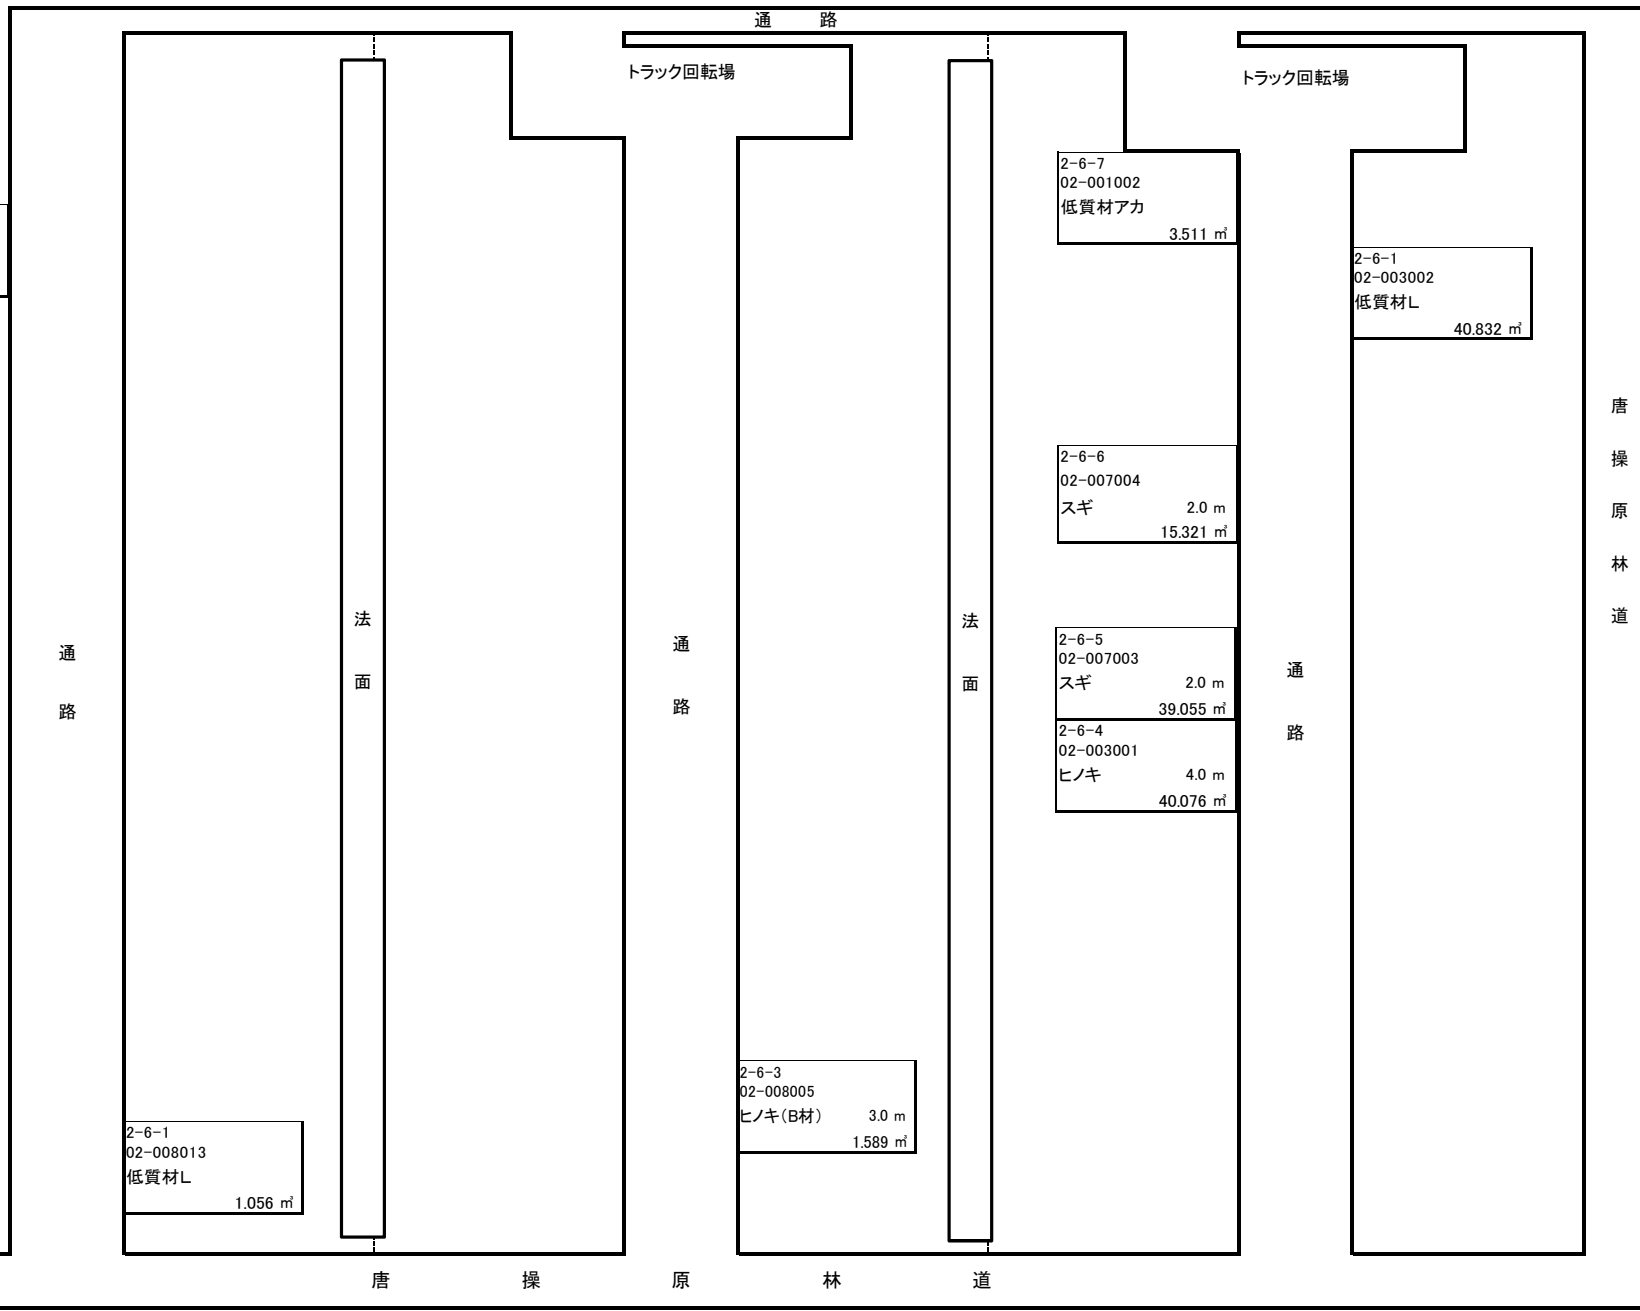 通 路
トラック回転場
トラック回転場
2-6-7
02-001002
低質材アカ
3.511 ㎥
2-6-1
02-003002
低質材L
40.832 ㎥
唐操原林道
2-6-6
02-007004
スギ 2.0 m
15.321 ㎥
法面
法面
通路
通路
通路
2-6-5
02-007003
スギ 2.0 m
39.055 ㎥
2-6-4
02-003001
ヒノキ 4.0 m
40.076 ㎥
2-6-3
02-008005
ヒノキ(B材) 3.0 m
1.589 ㎥
2-6-1
02-008013
低質材L
1.056 ㎥
唐 操 原 林 道